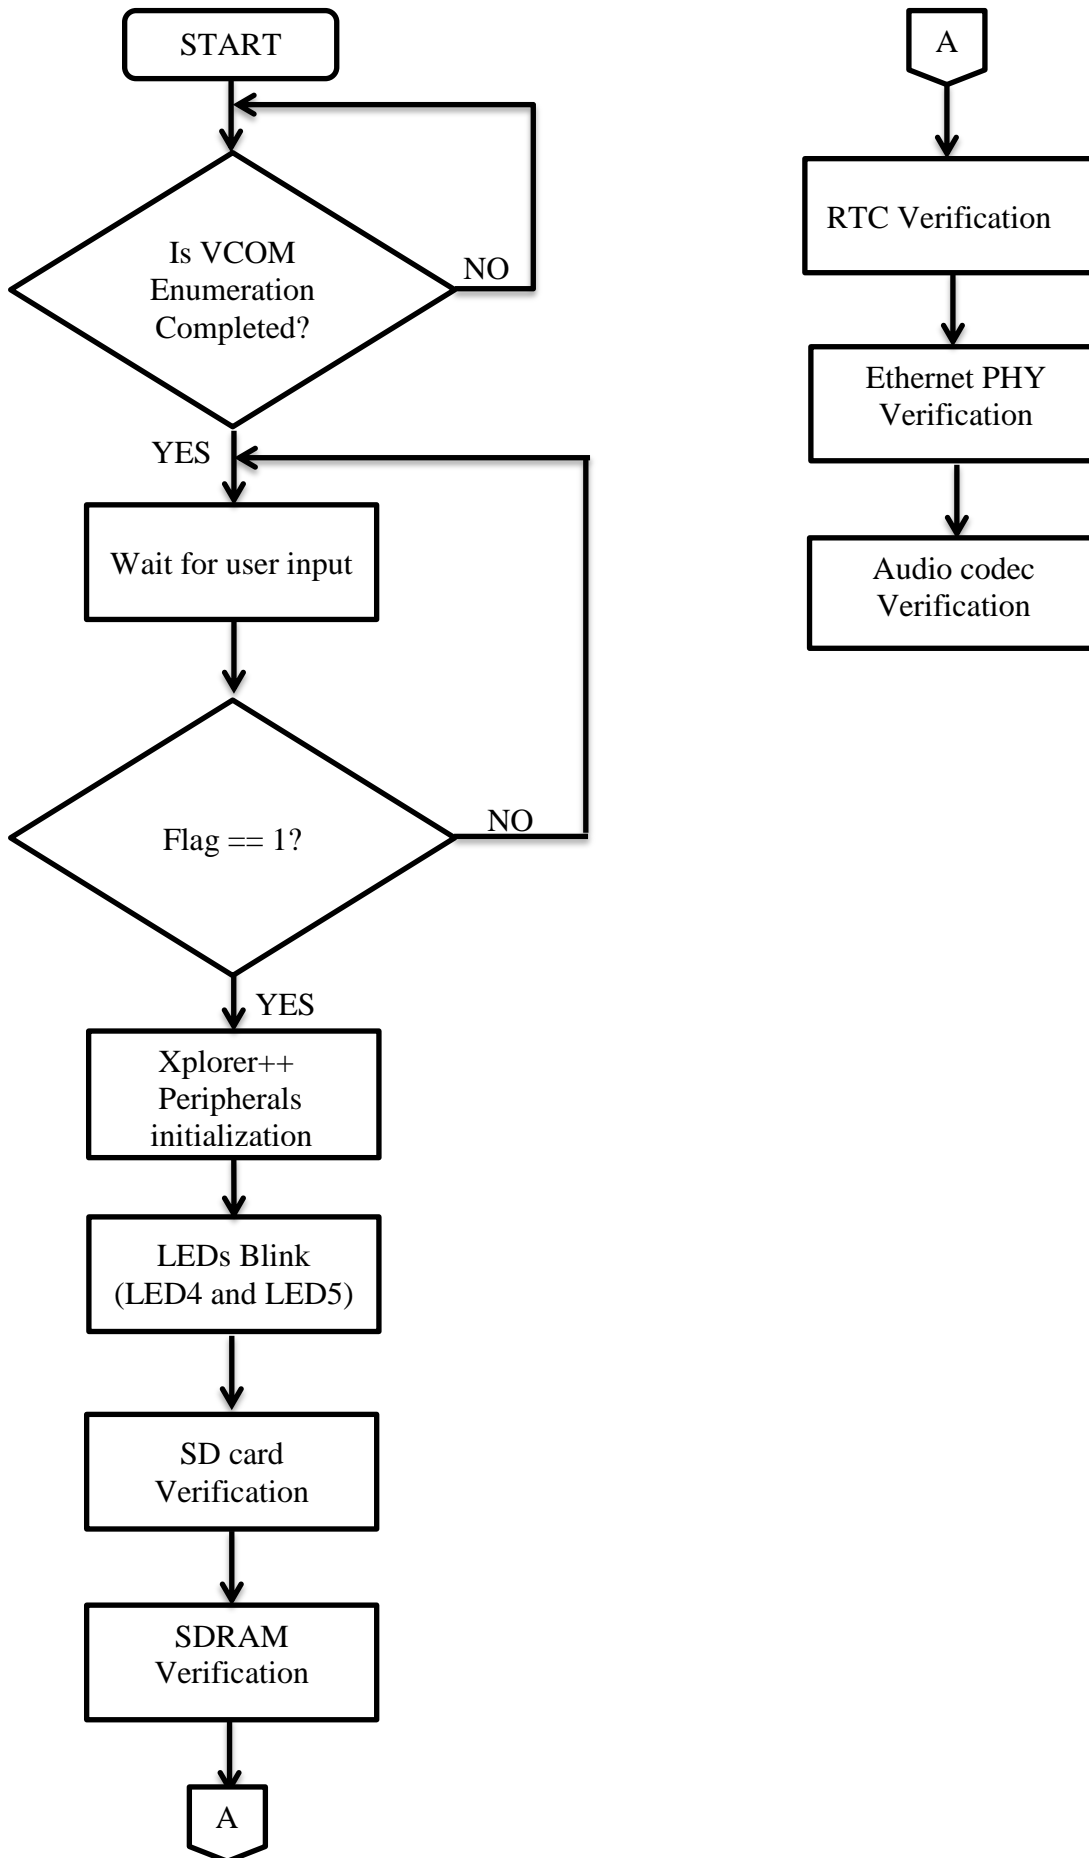 START
Is VCOM
Enumeration
Completed?
NO
YES
Wait for user input
Flag == 1?
NO
YES
Xplorer++
Peripherals
initialization
LEDs Blink
(LED4 and LED5)
SD card
Verification
SDRAM
Verification
A
A
RTC Verification
Ethernet PHY
Verification
Audio codec
Verification